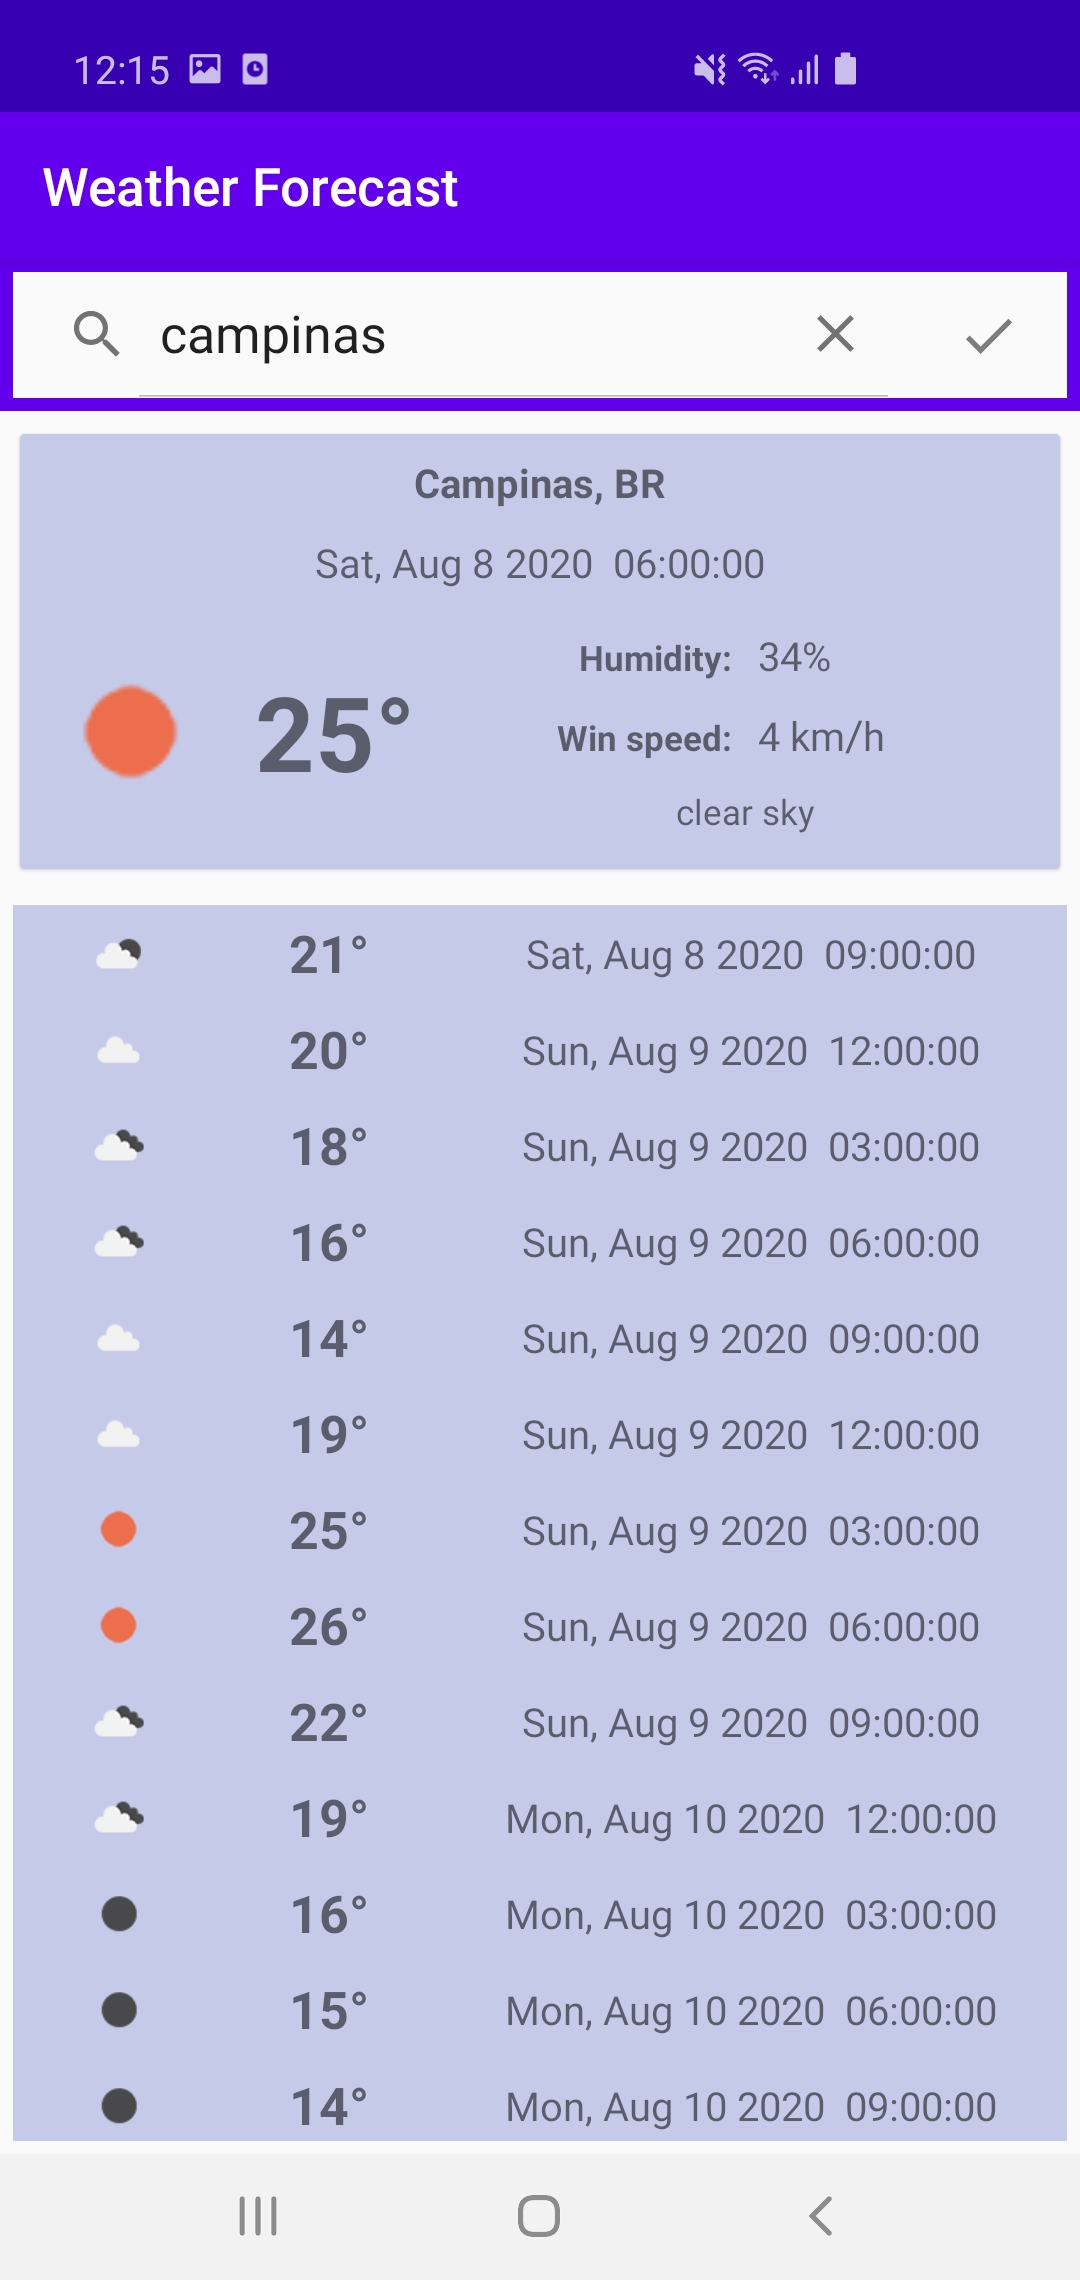 12:15
Weather Forecast
campinas
Campinas, BR
Sat, Aug 8 2020  06:00:00
Humidity: 34%
25°
Win speed: 4 km/h
clear sky
21° Sat, Aug 8 2020  09:00:00
20° Sun, Aug 9 2020  12:00:00
18° Sun, Aug 9 2020  03:00:00
16° Sun, Aug 9 2020  06:00:00
14° Sun, Aug 9 2020  09:00:00
19° Sun, Aug 9 2020  12:00:00
25° Sun, Aug 9 2020  03:00:00
26° Sun, Aug 9 2020  06:00:00
22° Sun, Aug 9 2020  09:00:00
19° Mon, Aug 10 2020  12:00:00
16° Mon, Aug 10 2020  03:00:00
15° Mon, Aug 10 2020  06:00:00
14° Mon, Aug 10 2020  09:00:00